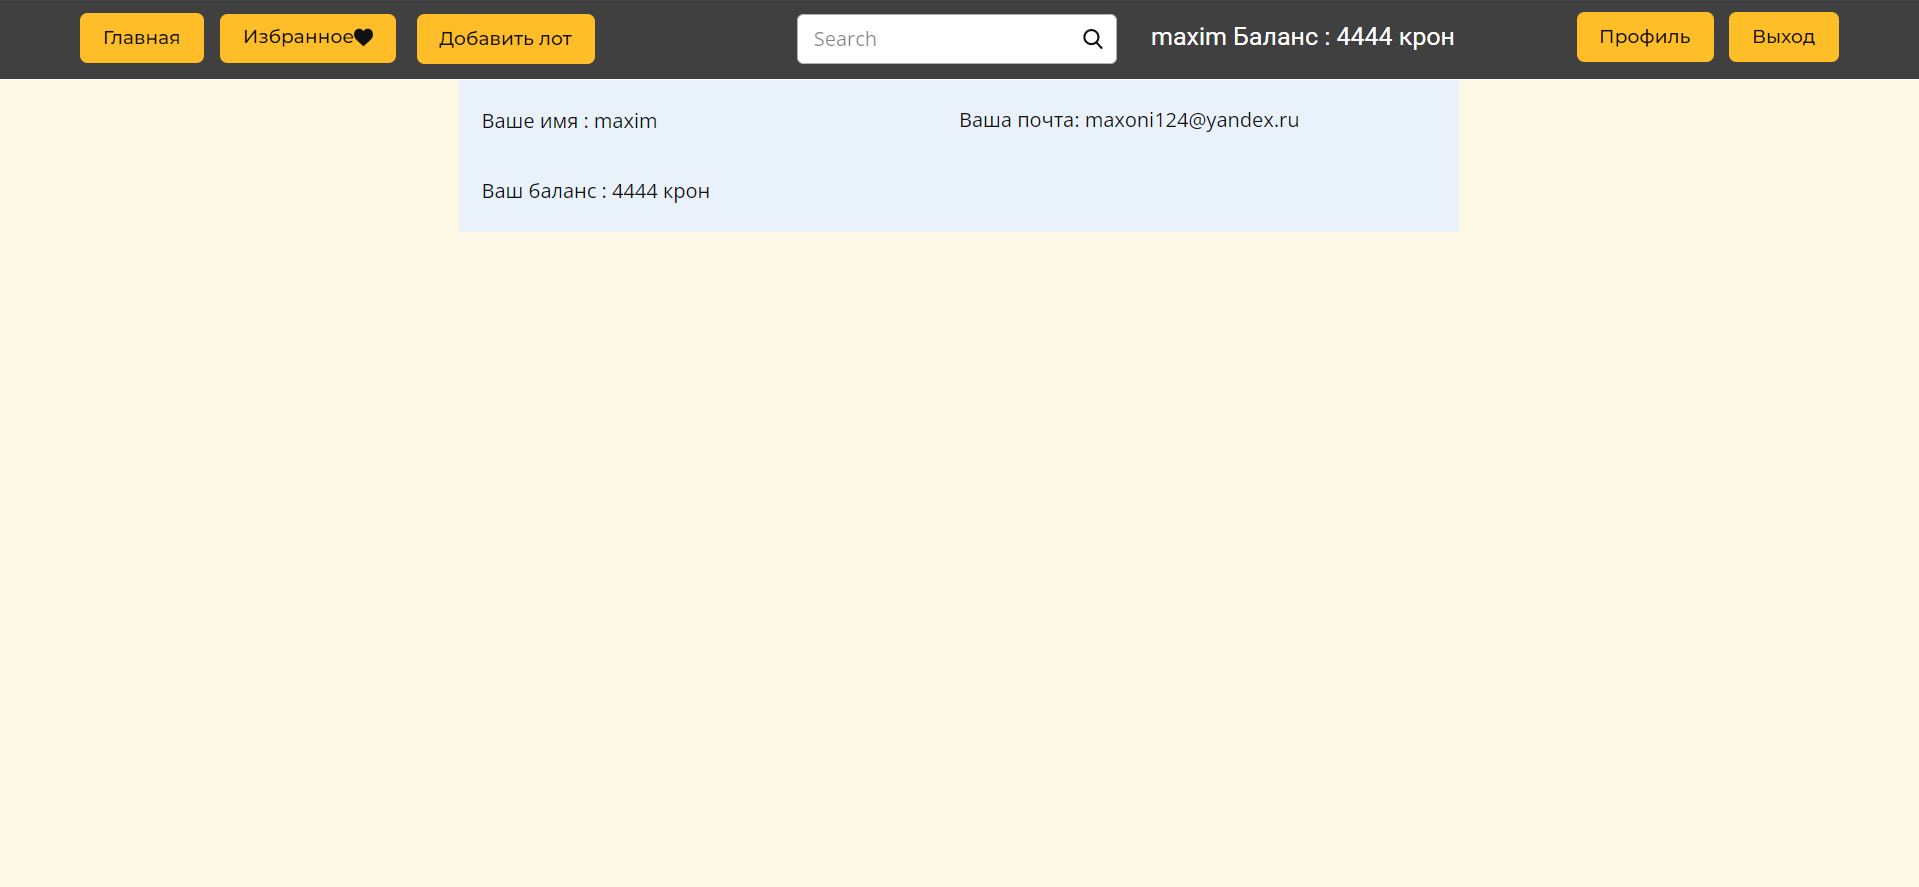 Главная
Избранное
Добавить лот
Search
maxim Баланс : 4444 крон
Профиль
Выход
Ваше имя : maxim
Ваша почта: maxoni124@yandex.ru
Ваш баланс : 4444 крон